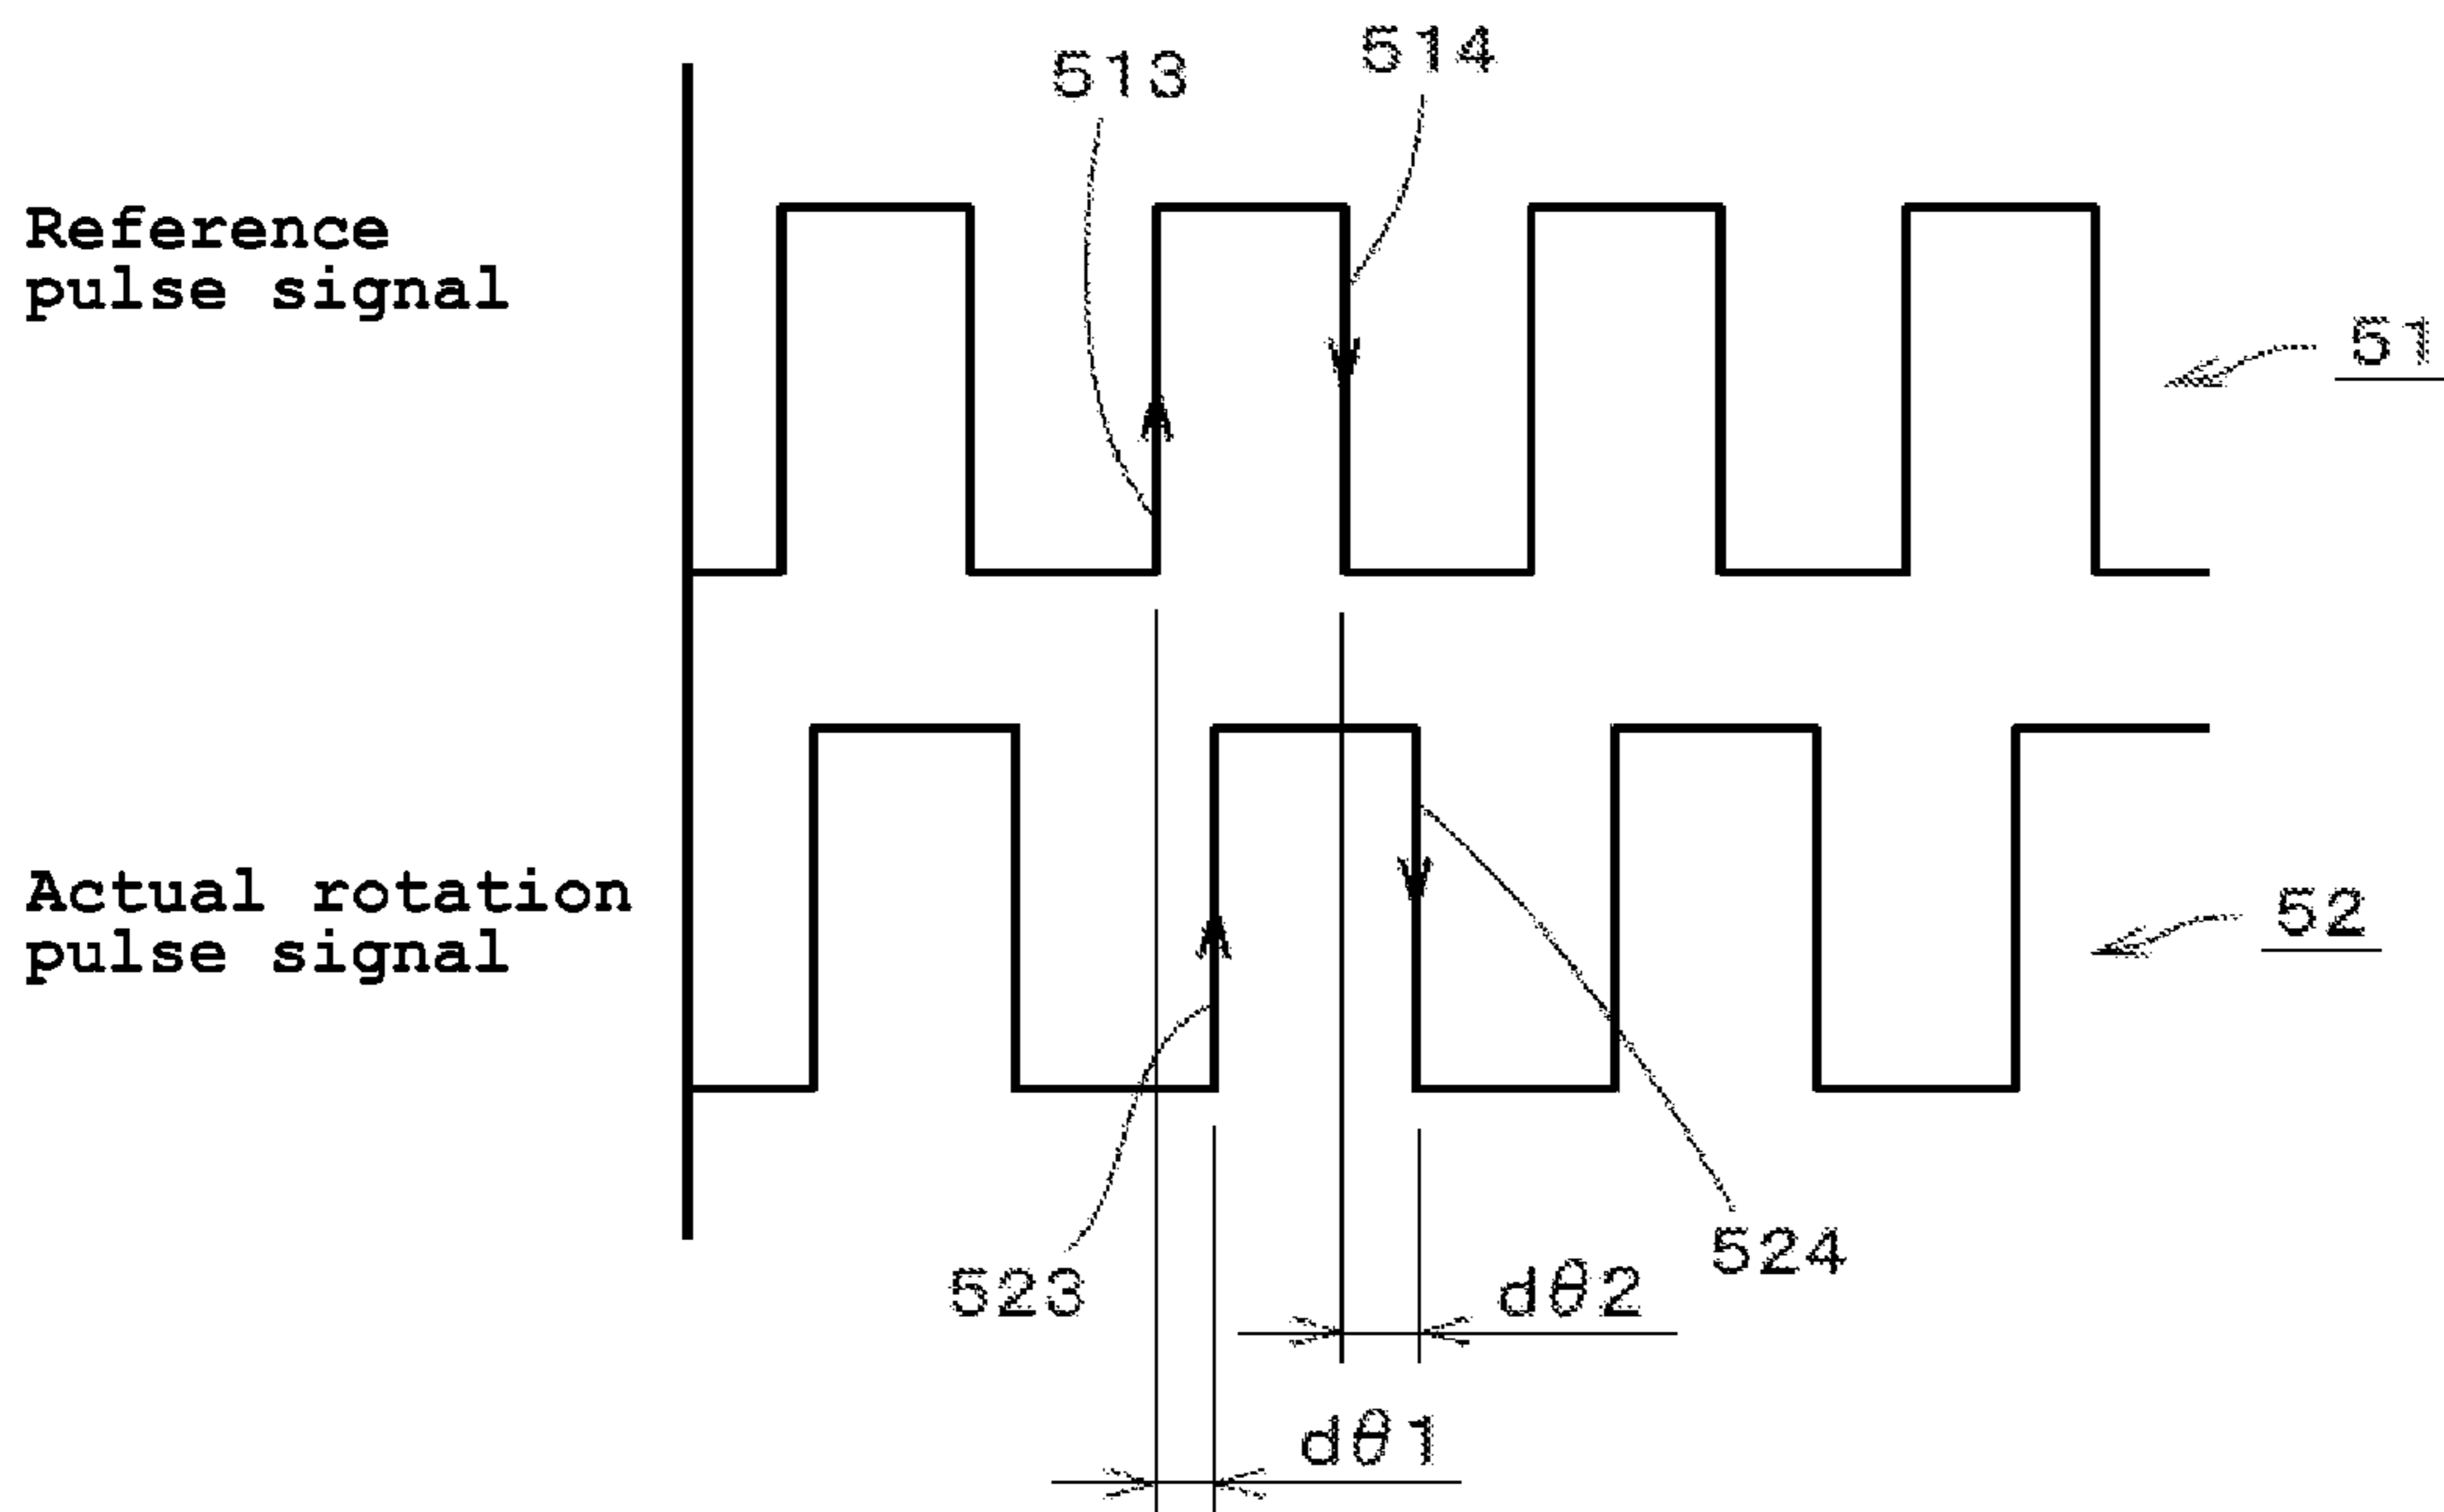 514
513
Reference
pulse signal
51
Actual rotation
pulse signal
52
524
523
dθ2
dθ1